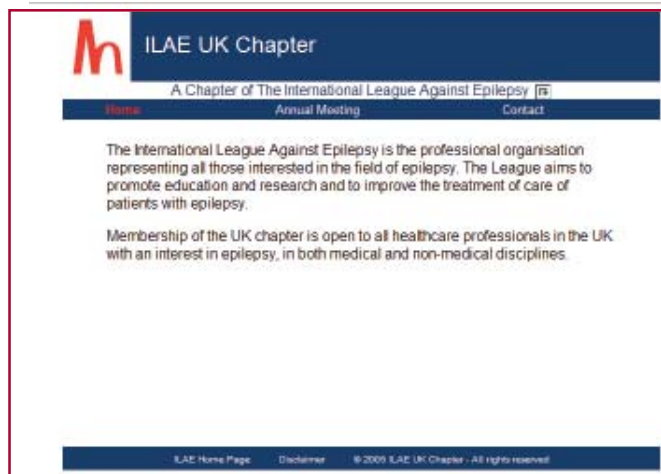 ILAE UK Chapter
A Chapter of The International League Against Epilepsy
Home Annual Meeting Contact
The International League Against Epilepsy is the professional organisation
representing all those interested in the field of epilepsy. The League aims to
promote education and research and to improve the treatment of care of
patients with epilepsy.
Membership of the UK chapter is open to all healthcare professionals in the UK
with an interest in epilepsy, in both medical and non-medical disciplines.
ILAE Home Page Disclaimer © 2005 ILAE UK Chapter - All rights reserved